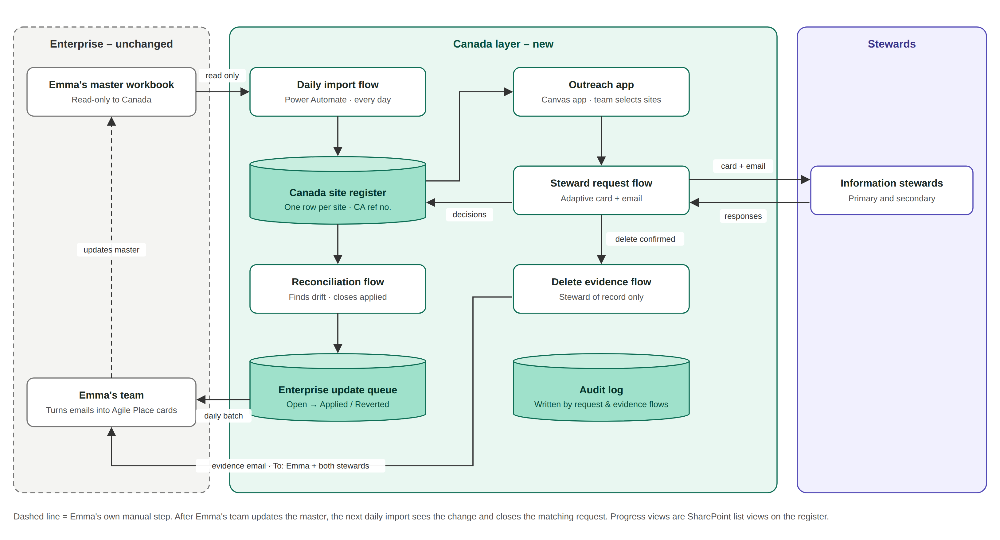 Enterprise – unchanged
Canada layer – new
Stewards
Emma's master workbook
Read-only to Canada
read only
Daily import flow
Power Automate · every day
Outreach app
Canvas app · team selects sites
Canada site register
One row per site · CA ref no.
Steward request flow
Adaptive card + email
card + email
Information stewards
Primary and secondary
decisions
responses
delete confirmed
updates master
Reconciliation flow
Finds drift · closes applied
Delete evidence flow
Steward of record only
Emma's team
Turns emails into Agile Place cards
daily batch
Enterprise update queue
Open → Applied / Reverted
Audit log
Written by request & evidence flows
evidence email · To: Emma + both stewards
Dashed line = Emma's own manual step. After Emma's team updates the master, the next daily import sees the change and closes the matching request. Progress views are SharePoint list views on the register.